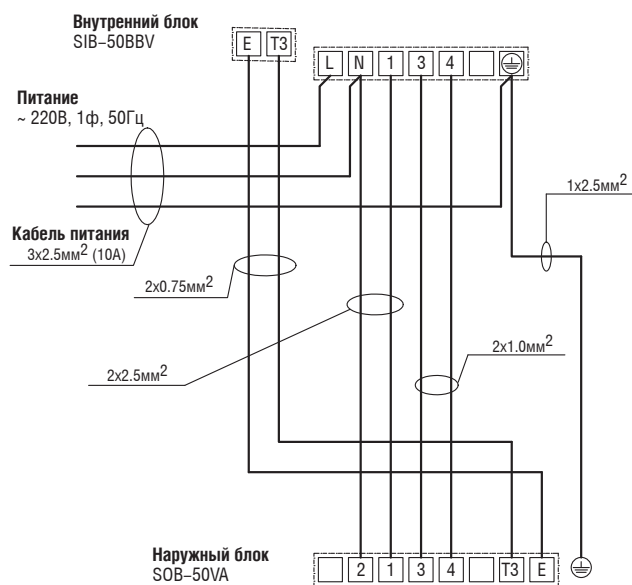 Внутренний блок
SIB–50BBV
E T3
L N 1 3 4
Питание
~ 220В, 1ф, 50Гц
1x2.5мм²
Кабель питания
3x2.5мм² (10А)
2x0.75мм²
2x1.0мм²
2x2.5мм²
Наружный блок
SOB–50VA
2 1 3 4 T3 E